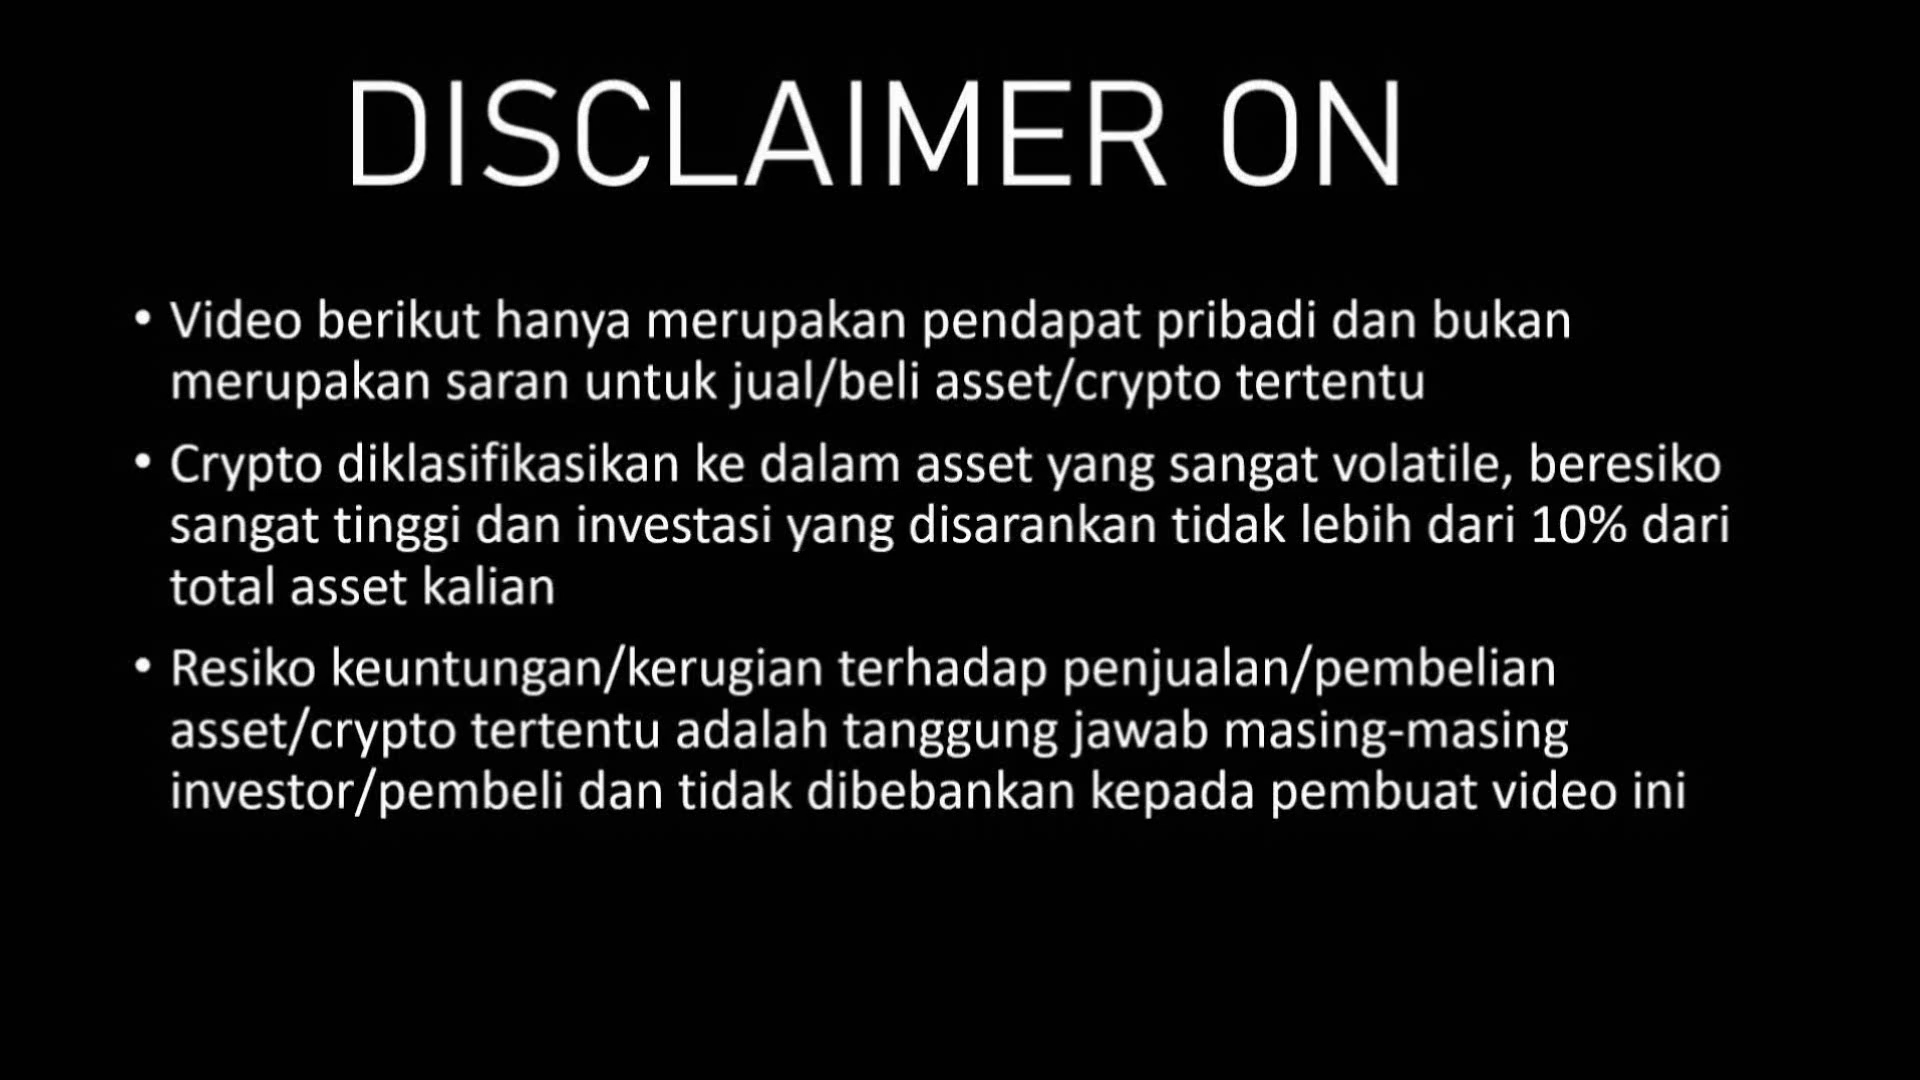 DISCLAIMER ON
• Video berikut hanya merupakan pendapat pribadi dan bukan
merupakan saran untuk jual/beli asset/crypto tertentu
• Crypto diklasifikasikan ke dalam asset yang sangat volatile, beresiko
sangat tinggi dan investasi yang disarankan tidak lebih dari 10% dari
total asset kalian
• Resiko keuntungan/kerugian terhadap penjualan/pembelian
asset/crypto tertentu adalah tanggung jawab masing-masing
investor/pembeli dan tidak dibebankan kepada pembuat video ini